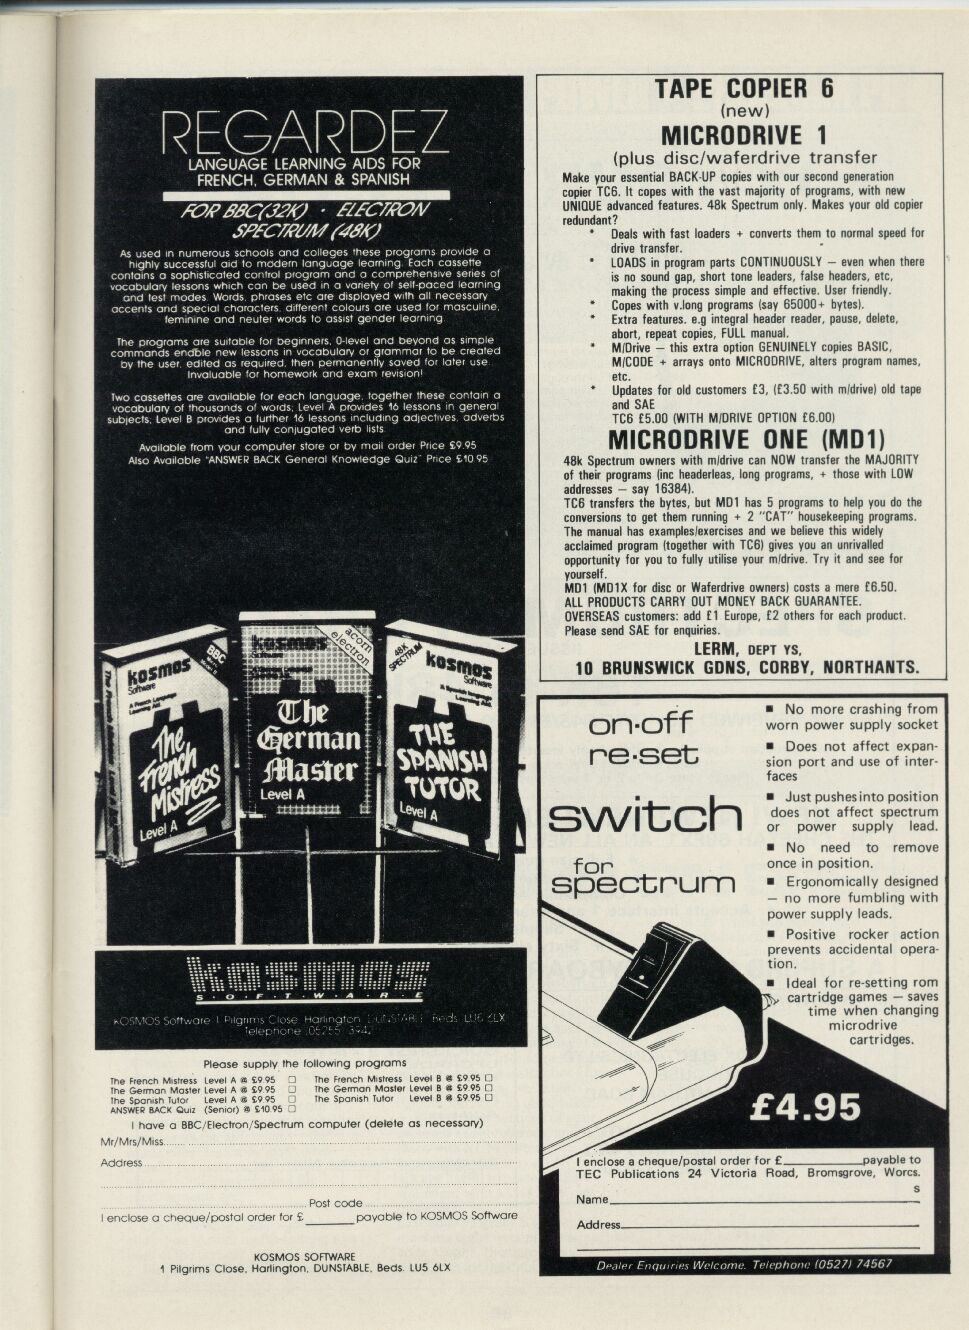 REGARDEZ
LANGUAGE LEARNING AIDS FOR
FRENCH, GERMAN & SPANISH
FOR BBC(32K) · ELECTRON
SPECTRUM (48K)
As used in numerous schools and colleges these programs provide a
highly successful aid to modern language learning. Each cassette
contains a sophisticated control program and a comprehensive series of
vocabulary lessons which can be used in a variety of self-paced learning
and test modes. Words, phrases etc are displayed with all necessary
accents and special characters, different colours are used for masculine,
feminine and neuter words to assist gender learning.
The programs are suitable for beginners, 0-level and beyond as simple
commands enable new lessons in vocabulary or grammar to be created
by the user, edited as required, then permanently saved for later use.
Invaluable for homework and exam revision!
Two cassettes are available for each language, together these contain a
vocabulary of thousands of words; Level A provides 16 lessons in general
subjects; Level B provides a further 16 lessons including adjectives, adverbs
and fully conjugated verb lists.
Available from your computer store or by mail order Price £9.95
Also Available "ANSWER BACK General Knowledge Quiz" Price £10.95
kosmos
Software
BBC
A French Language
Learning Aid
The
French
Mistress
Level A
kosmos
Software
acorn
electron
The
German
Master
Level A
48K
SPECTRUM
kosmos
Software
A Spanish language
Learning Aid
THE
SPANISH
TUTOR
Level A
kosmos
S·O·F·T·W·A·R·E
KOSMOS Software 1 Pilgrims Close, Harlington, DUNSTABLE, Beds. LU5 6LX
Telephone (05255) 3942
Please supply the following programs
The French Mistress Level A @ £9.95 □ The French Mistress Level B @ £9.95 □
The German Master Level A @ £9.95 □ The German Master Level B @ £9.95 □
The Spanish Tutor Level A @ £9.95 □ The Spanish Tutor Level B @ £9.95 □
ANSWER BACK Quiz (Senior) @ £10.95 □
I have a BBC/Electron/Spectrum computer (delete as necessary)
Mr/Mrs/Miss
Address
Post code
I enclose a cheque/postal order for £ ______ payable to KOSMOS Software
KOSMOS SOFTWARE
1 Pilgrims Close, Harlington, DUNSTABLE, Beds. LU5 6LX
TAPE COPIER 6
(new)
MICRODRIVE 1
(plus disc/waferdrive transfer
Make your essential BACK-UP copies with our second generation
copier TC6. It copes with the vast majority of programs, with new
UNIQUE advanced features. 48k Spectrum only. Makes your old copier
redundant?
* Deals with fast loaders + converts them to normal speed for
drive transfer.
* LOADS in program parts CONTINUOUSLY — even when there
is no sound gap, short tone leaders, false headers, etc,
making the process simple and effective. User friendly.
* Copes with v.long programs (say 65000+ bytes).
* Extra features. e.g integral header reader, pause, delete,
abort, repeat copies, FULL manual.
* M/Drive — this extra option GENUINELY copies BASIC,
M/CODE + arrays onto MICRODRIVE, alters program names,
etc.
* Updates for old customers £3, (£3.50 with m/drive) old tape
and SAE
TC6 £5.00 (WITH M/DRIVE OPTION £6.00)
MICRODRIVE ONE (MD1)
48k Spectrum owners with m/drive can NOW transfer the MAJORITY
of their programs (inc headerleas, long programs, + those with LOW
addresses — say 16384).
TC6 transfers the bytes, but MD1 has 5 programs to help you do the
conversions to get them running + 2 "CAT" housekeeping programs.
The manual has examples/exercises and we believe this widely
acclaimed program (together with TC6) gives you an unrivalled
opportunity for you to fully utilise your m/drive. Try it and see for
yourself.
MD1 (MD1X for disc or Waferdrive owners) costs a mere £6.50.
ALL PRODUCTS CARRY OUT MONEY BACK GUARANTEE.
OVERSEAS customers: add £1 Europe, £2 others for each product.
Please send SAE for enquiries.
LERM, DEPT YS,
10 BRUNSWICK GDNS, CORBY, NORTHANTS.
on·off
re·set
switch
for
spectrum
■ No more crashing from
worn power supply socket
■ Does not affect expan-
sion port and use of inter-
faces
■ Just pushes into position
does not affect spectrum
or power supply lead.
■ No need to remove
once in position.
■ Ergonomically designed
— no more fumbling with
power supply leads.
■ Positive rocker action
prevents accidental opera-
tion.
■ Ideal for re-setting rom
cartridge games — saves
time when changing
microdrive
cartridges.
£4.95
I enclose a cheque/postal order for £________payable to
TEC Publications 24 Victoria Road, Bromsgrove, Worcs.
s
Name
Address
Dealer Enquiries Welcome. Telephone (0527) 74567